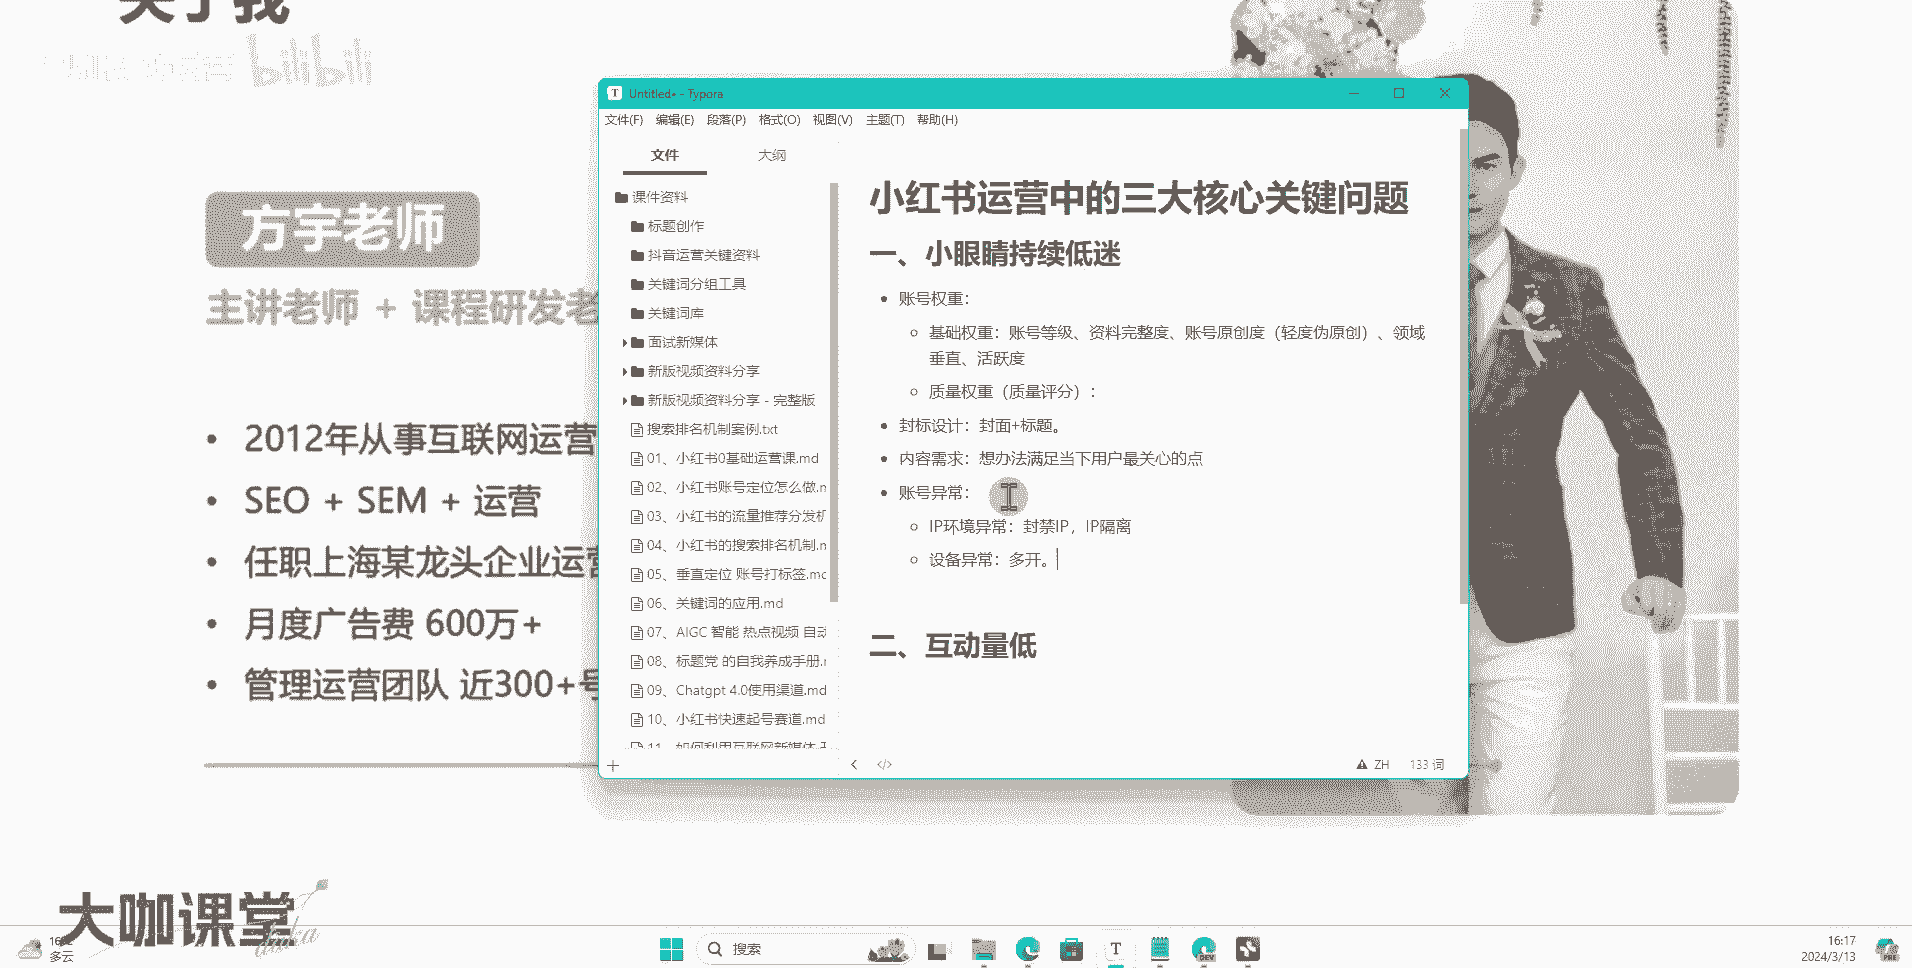 关于我
bilibili
方宇老师
主讲老师 + 课程研发老
2012年从事互联网运营
SEO + SEM + 运营
任职上海某龙头企业运营
月度广告费 600万+
管理运营团队 近300+号
Untitled• - Typora
文件(F) 编辑(E) 段落(P) 格式(O) 视图(V) 主题(T) 帮助(H)
文件 大纲
课件资料
标题创作
抖音运营关键资料
关键词分组工具
关键词库
面试新媒体
新版视频资料分享
新版视频资料分享 - 完整版
搜索排名机制案例.txt
01、小红书0基础运营课.md
02、小红书账号定位怎么做.m
03、小红书的流量推荐分发机
04、小红书的搜索排名机制.m
05、垂直定位 账号打标签.md
06、关键词的应用.md
07、AIGC 智能 热点视频 自动
08、标题党 的自我养成手册.m
09、Chatgpt 4.0使用渠道.md
10、小红书快速起号赛道.md
11、如何利用互联网新媒体
小红书运营中的三大核心关键问题
一、小眼睛持续低迷
账号权重：
基础权重：账号等级、资料完整度、账号原创度（轻度伪原创）、领域
垂直、活跃度
质量权重（质量评分）：
封标设计：封面+标题。
内容需求：想办法满足当下用户最关心的点
账号异常：
IP环境异常：封禁IP，IP隔离
设备异常：多开。
二、互动量低
ZH 133 词
大咖课堂
daka
多云
搜索
T
DEV
16:17
2024/3/13
PRE